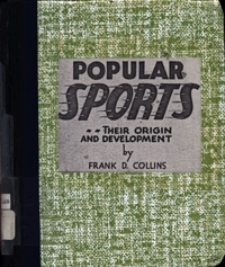 POPULAR
SPORTS
-- THEIR ORIGIN
AND DEVELOPMENT
by
FRANK D. COLLINS